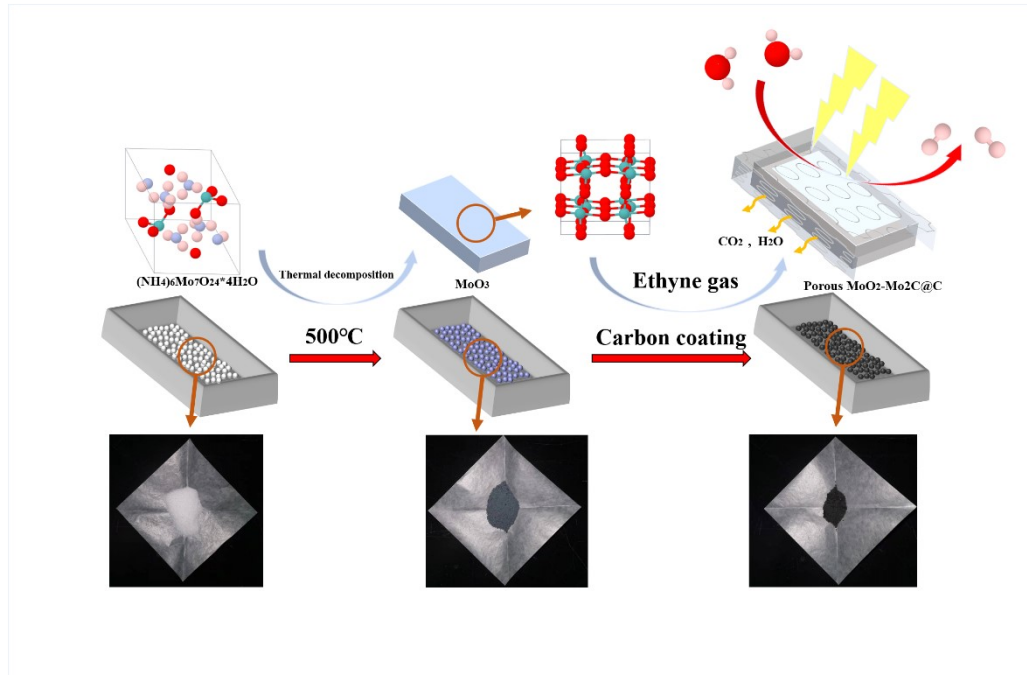 (NH4)6Mo7O24*4H2O
Thermal decomposition
MoO3
Ethyne gas
CO2 , H2O
Porous MoO2-Mo2C@C
500℃
Carbon coating